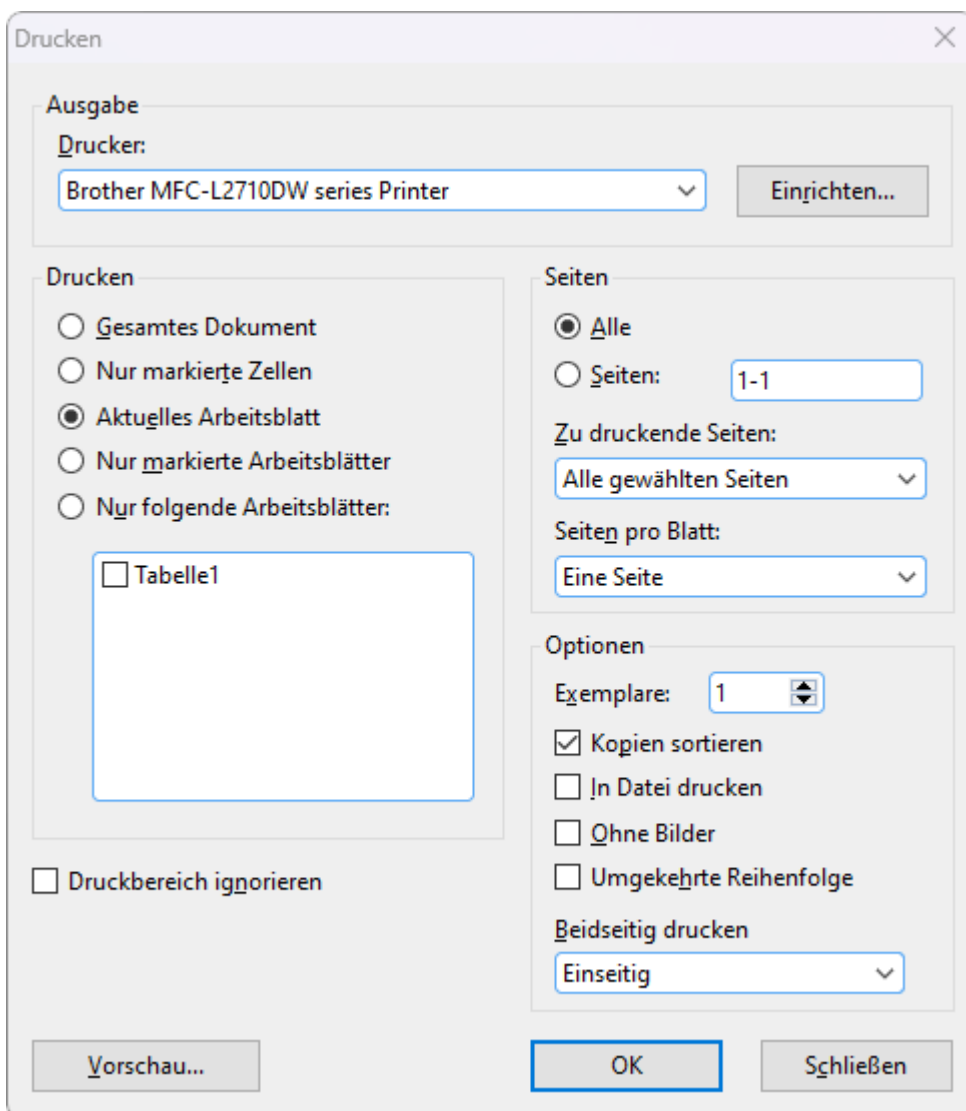 Drucken
Ausgabe
Drucker:
Brother MFC-L2710DW series Printer
Einrichten...
Drucken
Gesamtes Dokument
Nur markierte Zellen
Aktuelles Arbeitsblatt
Nur markierte Arbeitsblätter
Nur folgende Arbeitsblätter:
Tabelle1
Druckbereich ignorieren
Seiten
Alle
Seiten: 1-1
Zu druckende Seiten:
Alle gewählten Seiten
Seiten pro Blatt:
Eine Seite
Optionen
Exemplare: 1
Kopien sortieren
In Datei drucken
Ohne Bilder
Umgekehrte Reihenfolge
Beidseitig drucken
Einseitig
Vorschau...
OK
Schließen